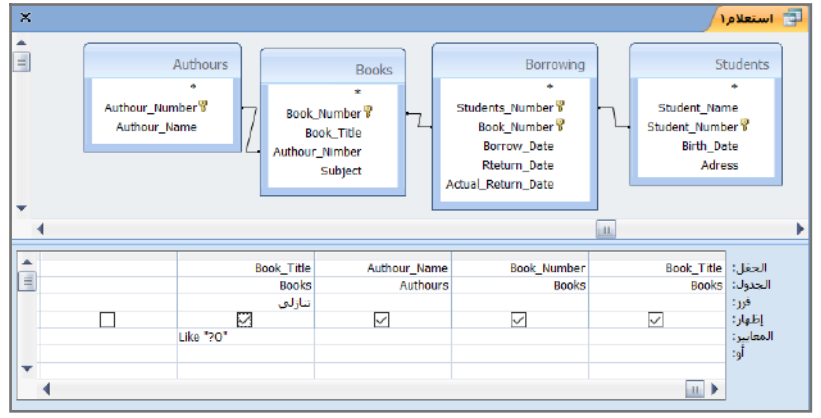 استعلام١
Students
*
Student_Name
Student_Number
Birth_Date
Adress
Borrowing
*
Students_Number
Book_Number
Borrow_Date
Rteturn_Date
Actual_Return_Date
Books
*
Book_Number
Book_Title
Authour_Nimber
Subject
Authours
*
Authour_Number
Authour_Name
الحقل: Book_Title Book_Number Authour_Name Book_Title
الجدول: Books Books Authours Books
فرز: تنازلي
إظهار:
المعايير: Like "?O"
أو: